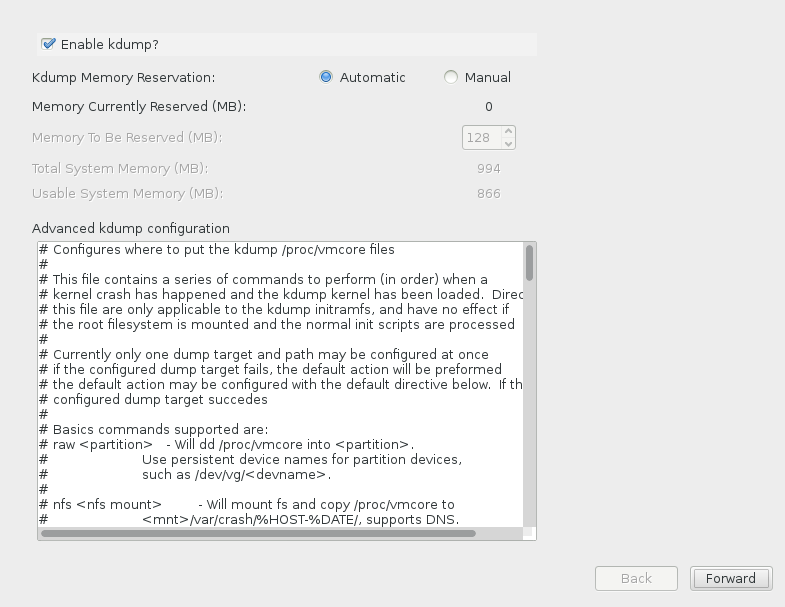 Enable kdump?
Kdump Memory Reservation: Automatic Manual
Memory Currently Reserved (MB): 0
Memory To Be Reserved (MB): 128
Total System Memory (MB): 994
Usable System Memory (MB): 866
Advanced kdump configuration
# Configures where to put the kdump /proc/vmcore files
#
# This file contains a series of commands to perform (in order) when a
# kernel crash has happened and the kdump kernel has been loaded.  Direc
# this file are only applicable to the kdump initramfs, and have no effect if
# the root filesystem is mounted and the normal init scripts are processed
#
# Currently only one dump target and path may be configured at once
# if the configured dump target fails, the default action will be preformed
# the default action may be configured with the default directive below.  If th
# configured dump target succedes
#
# Basics commands supported are:
# raw <partition>   - Will dd /proc/vmcore into <partition>.
#                       Use persistent device names for partition devices,
#                       such as /dev/vg/<devname>.
#
# nfs <nfs mount>         - Will mount fs and copy /proc/vmcore to
#                       <mnt>/var/crash/%HOST-%DATE/, supports DNS.
Back Forward